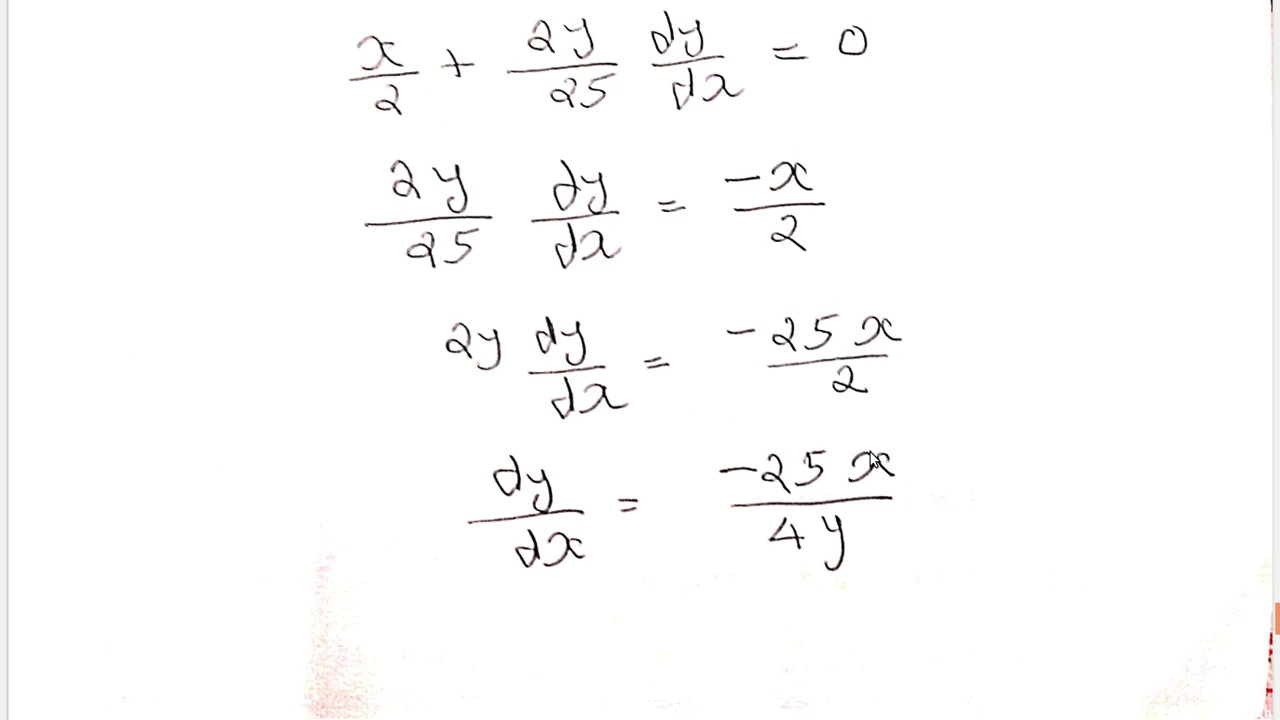 x/2 + 2y/25 dy/dx = 0
2y/25 dy/dx = -x/2
2y dy/dx = -25x/2
dy/dx = -25x/4y